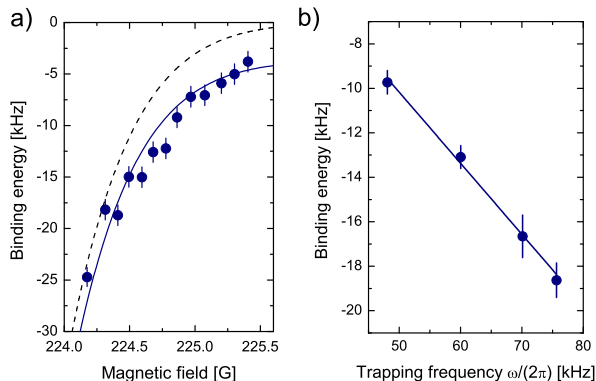 a)
Binding energy [kHz]
0
-5
-10
-15
-20
-25
-30
224.0 224.5 225.0 225.5
Magnetic field [G]
b)
Binding energy [kHz]
-8
-10
-12
-14
-16
-18
-20
50 60 70 80
Trapping frequency ω/(2π) [kHz]